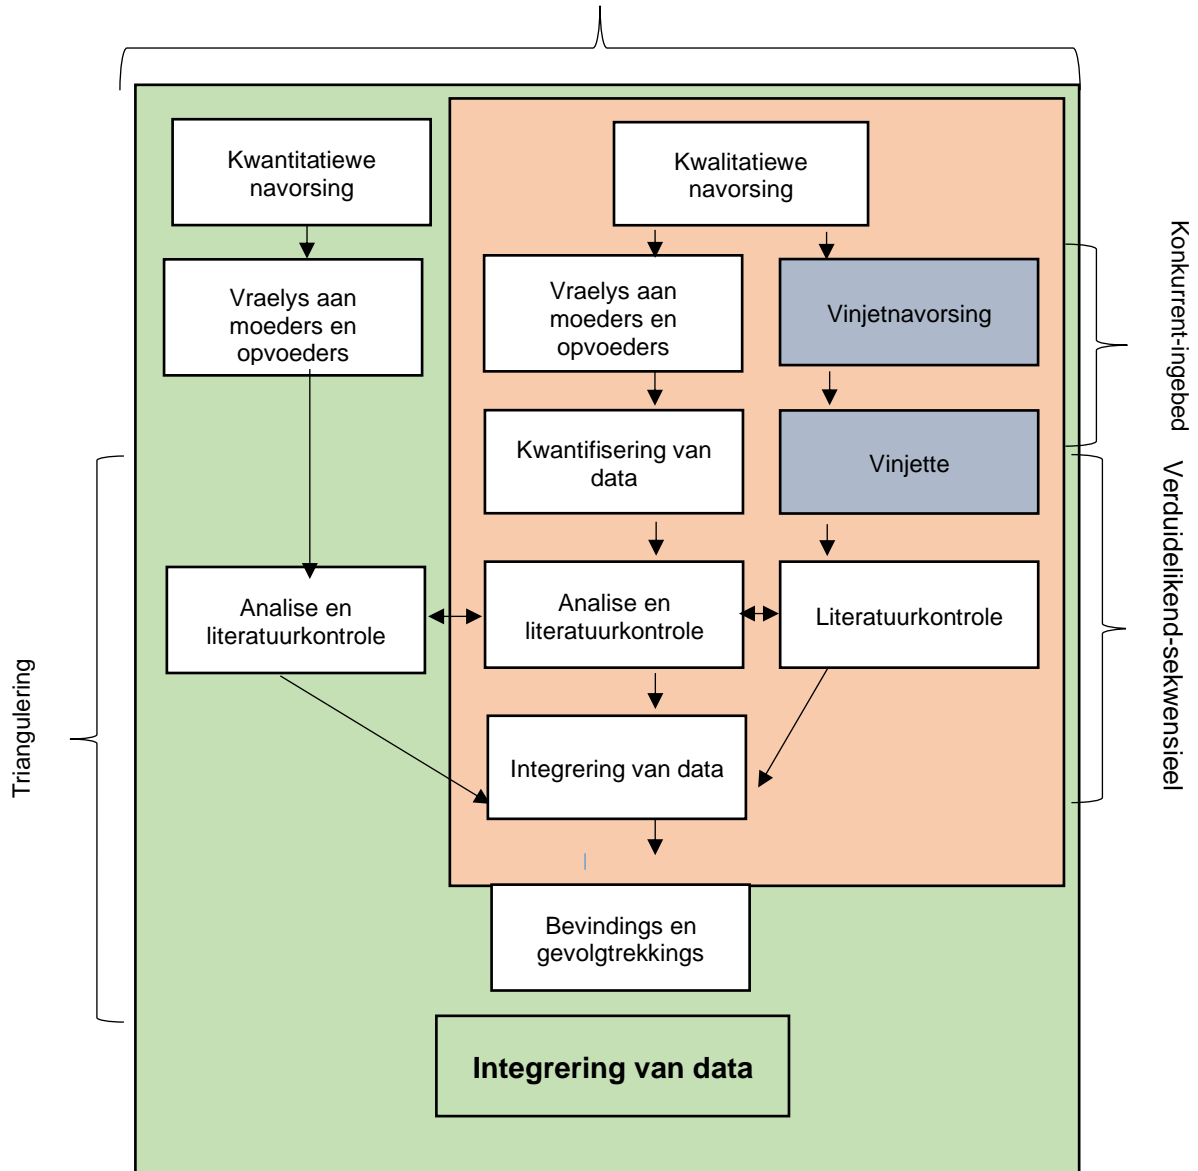 Kwantitatiewe
navorsing
Kwalitatiewe
navorsing
Vraelys aan
moeders en
opvoeders
Vraelys aan
moeders en
opvoeders
Vinjetnavorsing
Konkurrent-ingebed
Kwantifisering van
data
Vinjette
Verduidelikend-sekwensieel
Analise en
literatuurkontrole
Analise en
literatuurkontrole
Literatuurkontrole
Triangulering
Integrering van data
Bevindings en
gevolgtrekkings
Integrering van data